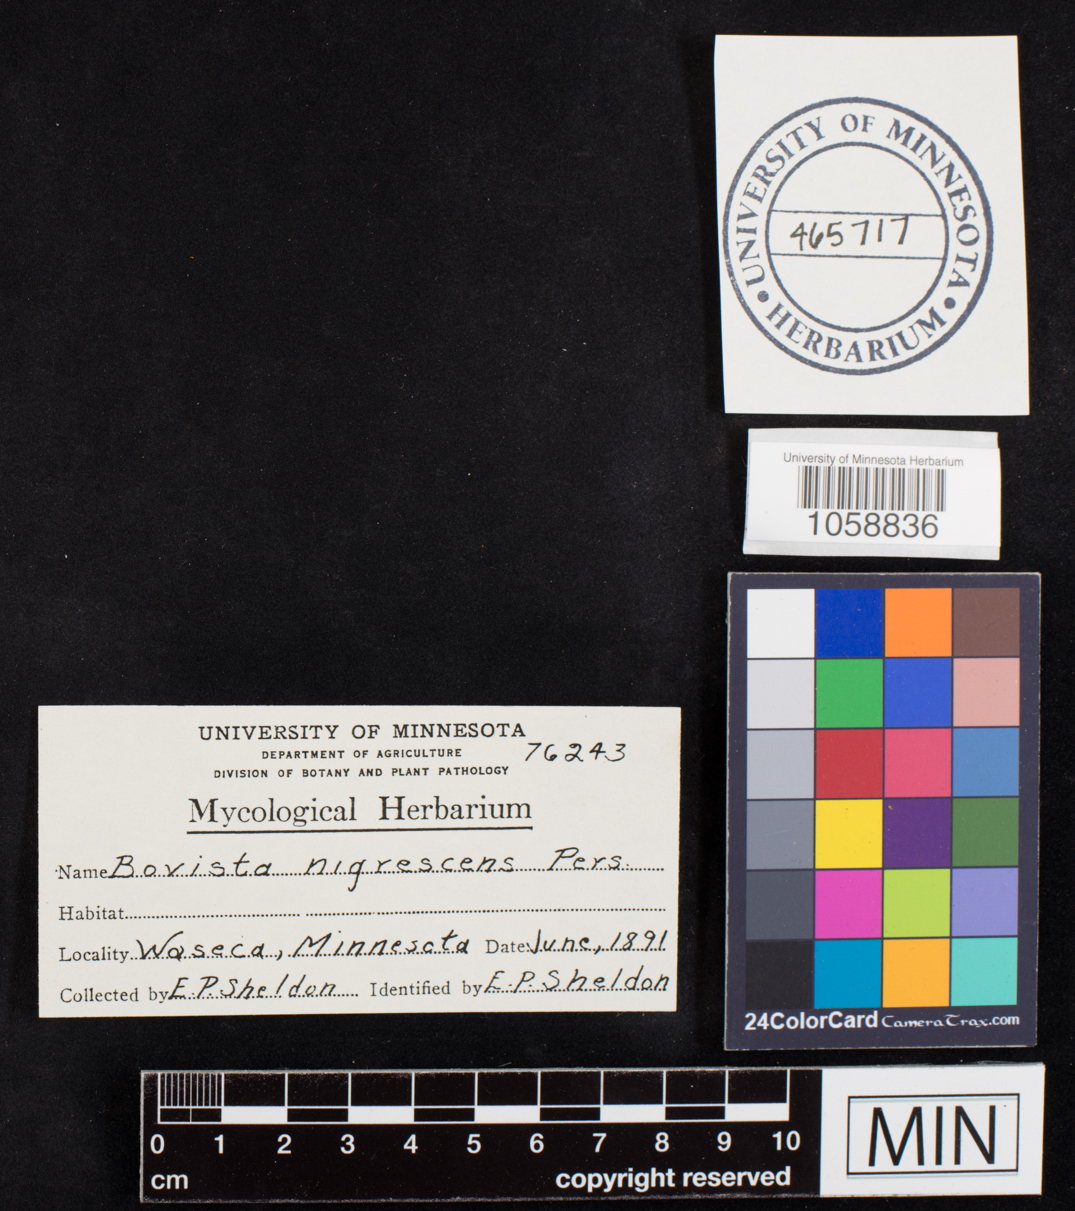 UNIVERSITY OF MINNESOTA
HERBARIUM
465717
University of Minnesota Herbarium
1058836
UNIVERSITY OF MINNESOTA
DEPARTMENT OF AGRICULTURE
76243
DIVISION OF BOTANY AND PLANT PATHOLOGY
Mycological Herbarium
Name Bovista nigrescens Pers.
Habitat
Locality Waseca, Minnesota Date June, 1891
Collected by E.P. Sheldon Identified by E.P. Sheldon
24ColorCard CameraTrax.com
0 1 2 3 4 5 6 7 8 9 10
cm copyright reserved
MIN